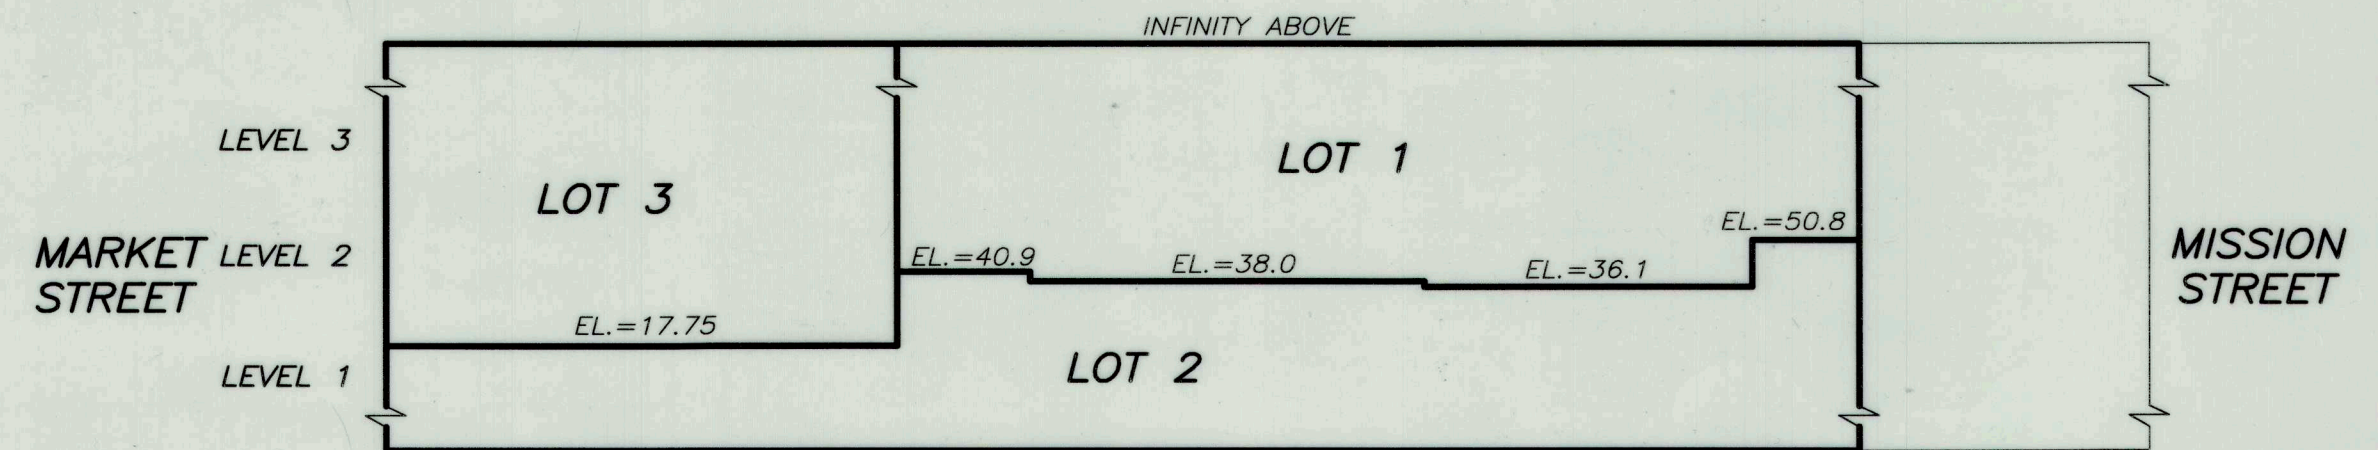 INFINITY ABOVE
LEVEL 3
LOT 1
LOT 3
EL.=50.8
MARKET
STREET
LEVEL 2
EL.=40.9
EL.=38.0
EL.=36.1
MISSION
STREET
EL.=17.75
LEVEL 1
LOT 2